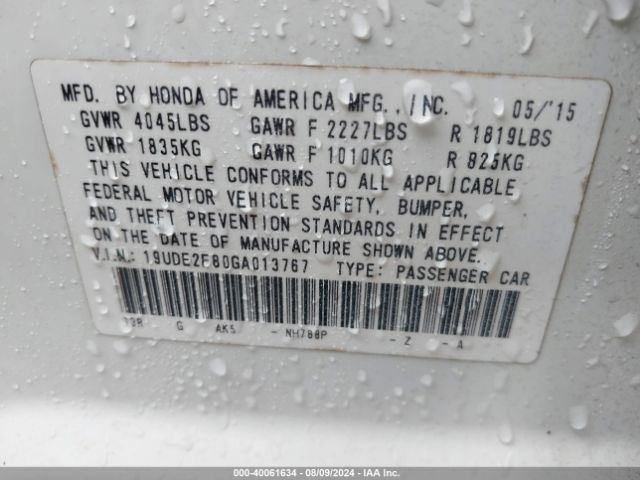 MFD. BY HONDA OF AMERICA MFG., INC. 05/'15
GVWR 4045LBS GAWR F 2227LBS R 1819LBS
GVWR 1835KG GAWR F 1010KG R 825KG
THIS VEHICLE CONFORMS TO ALL APPLICABLE
FEDERAL MOTOR VEHICLE SAFETY, BUMPER,
AND THEFT PREVENTION STANDARDS IN EFFECT
ON THE DATE OF MANUFACTURE SHOWN ABOVE.
V.I.N.: 19UDE2F80GA013767 TYPE: PASSENGER CAR
G AK5 - NH788P - Z - A
000-40061634 - 08/09/2024 - IAA Inc.